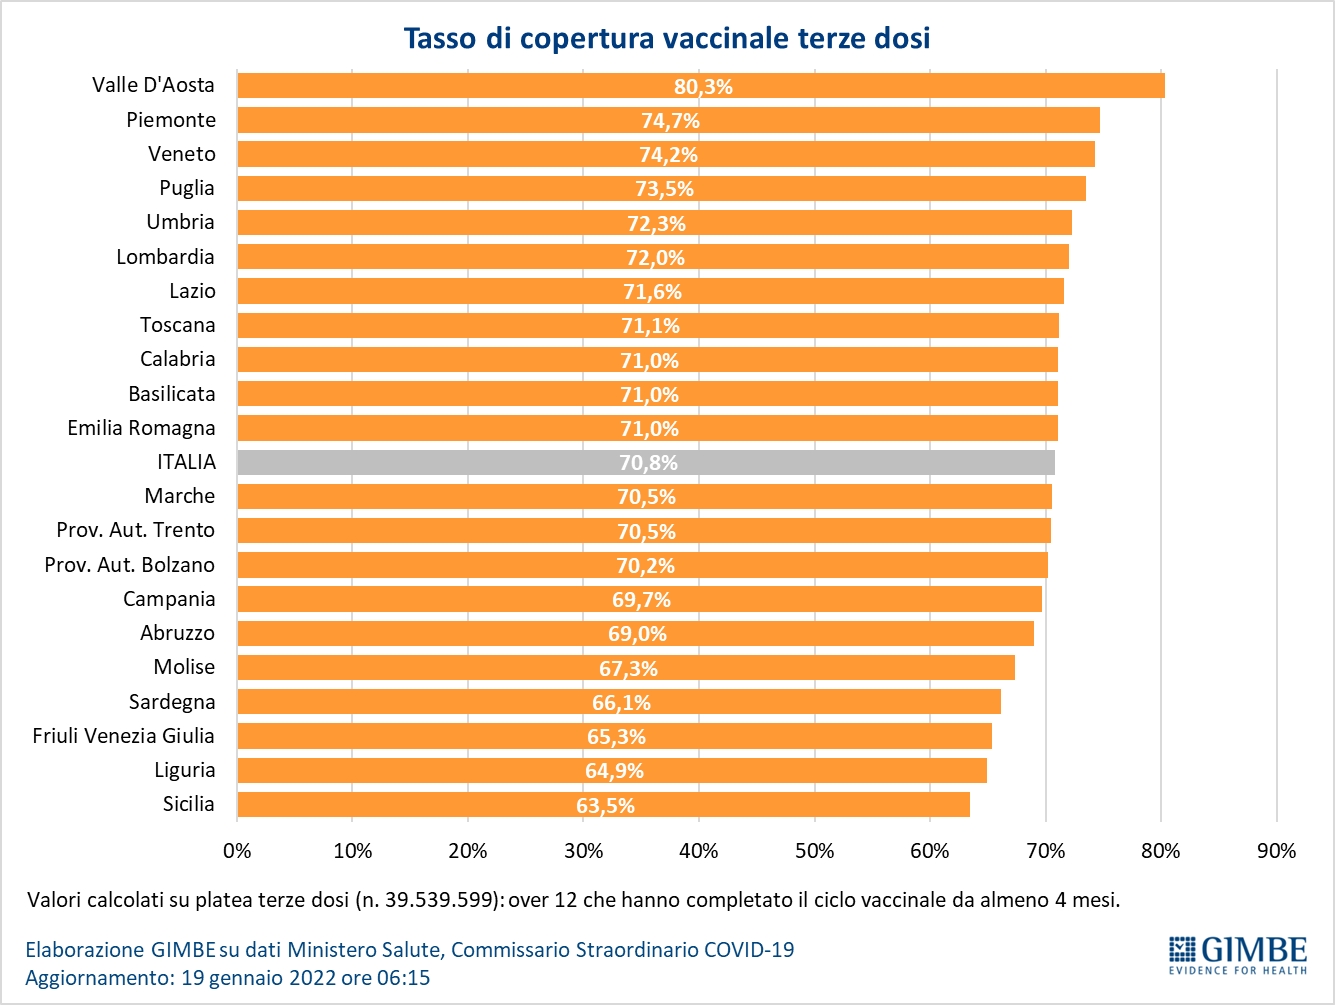 Tasso di copertura vaccinale terze dosi
Valle D'Aosta 80,3%
Piemonte 74,7%
Veneto 74,2%
Puglia 73,5%
Umbria 72,3%
Lombardia 72,0%
Lazio 71,6%
Toscana 71,1%
Calabria 71,0%
Basilicata 71,0%
Emilia Romagna 71,0%
ITALIA 70,8%
Marche 70,5%
Prov. Aut. Trento 70,5%
Prov. Aut. Bolzano 70,2%
Campania 69,7%
Abruzzo 69,0%
Molise 67,3%
Sardegna 66,1%
Friuli Venezia Giulia 65,3%
Liguria 64,9%
Sicilia 63,5%
0% 10% 20% 30% 40% 50% 60% 70% 80% 90%
Valori calcolati su platea terze dosi (n. 39.539.599): over 12 che hanno completato il ciclo vaccinale da almeno 4 mesi.
Elaborazione GIMBE su dati Ministero Salute, Commissario Straordinario COVID-19
Aggiornamento: 19 gennaio 2022 ore 06:15
GIMBE
EVIDENCE FOR HEALTH